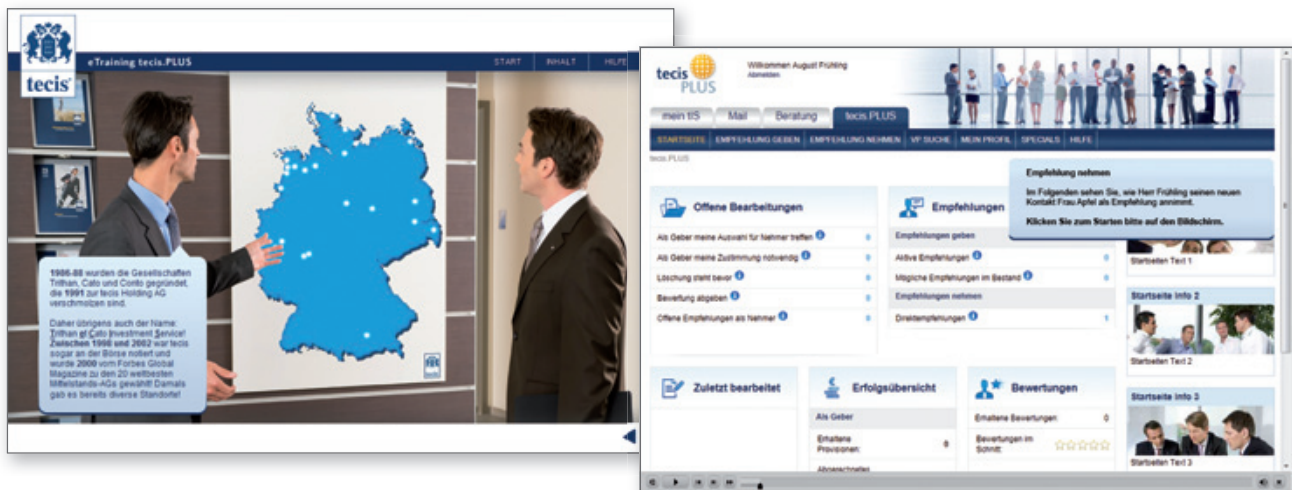 tecis
eTraining tecis.PLUS
START INHALT HILFE
1986-88 wurden die Gesellschaften
Trithan, Cato und Conto gegründet,
die 1991 zur tecis Holding AG
verschmolzen sind.
Daher übrigens auch der Name:
Trithan et Cato Investment Service!
Zwischen 1998 und 2002 war tecis
sogar an der Börse notiert und
wurde 2000 vom Forbes Global
Magazine zu den 20 weltbesten
Mittelstands-AGs gewählt! Damals
gab es bereits diverse Standorte!
tecis
PLUS
Willkommen August Frühling
Abmelden
mein tIS Mail Beratung tecis.PLUS
STARTSEITE EMPFEHLUNG GEBEN EMPFEHLUNG NEHMEN VP SUCHE MEIN PROFIL SPECIALS HILFE
tecis.PLUS
Empfehlung nehmen
Im Folgenden sehen Sie, wie Herr Frühling seinen neuen
Kontakt Frau Apfel als Empfehlung annimmt.
Klicken Sie zum Starten bitte auf den Bildschirm.
Offene Bearbeitungen
Als Geber meine Auswahl für Nehmer treffen 0
Als Geber meine Zustimmung notwendig 0
Löschung steht bevor 0
Bewertung abgeben 0
Offene Empfehlungen als Nehmer 0
Empfehlungen
Empfehlungen geben
Aktive Empfehlungen 0
Mögliche Empfehlungen im Bestand 0
Empfehlungen nehmen
Direktempfehlungen 1
Startseiten Text 1
Startseite Info 2
Startseiten Text 2
Startseite Info 3
Startseiten Text 3
Zuletzt bearbeitet
Erfolgsübersicht
Als Geber
Erhaltene
Provisionen: 0
Abgerechneten
Bewertungen
Erhaltene Bewertungen: 0
Bewertungen im
Schnitt: